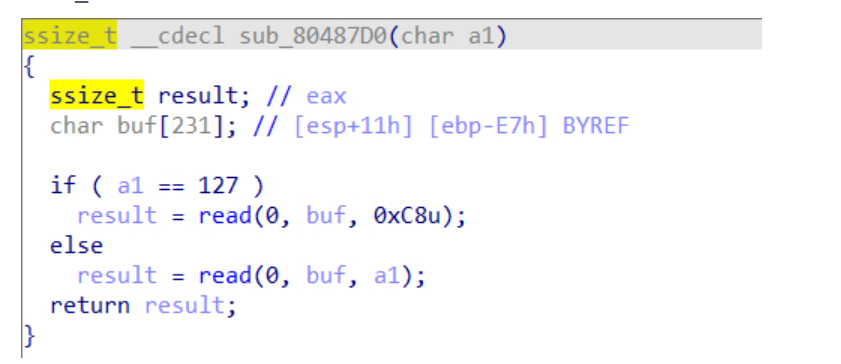 ssize_t __cdecl sub_80487D0(char a1)
{
  ssize_t result; // eax
  char buf[231]; // [esp+11h] [ebp-E7h] BYREF

  if ( a1 == 127 )
    result = read(0, buf, 0xC8u);
  else
    result = read(0, buf, a1);
  return result;
}